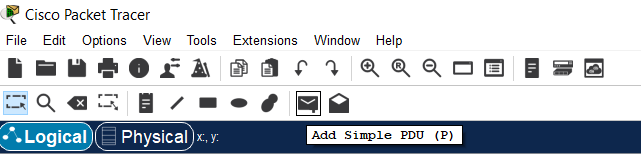 Cisco Packet Tracer
File Edit Options View Tools Extensions Window Help
Logical Physical x:, y: Add Simple PDU (P)